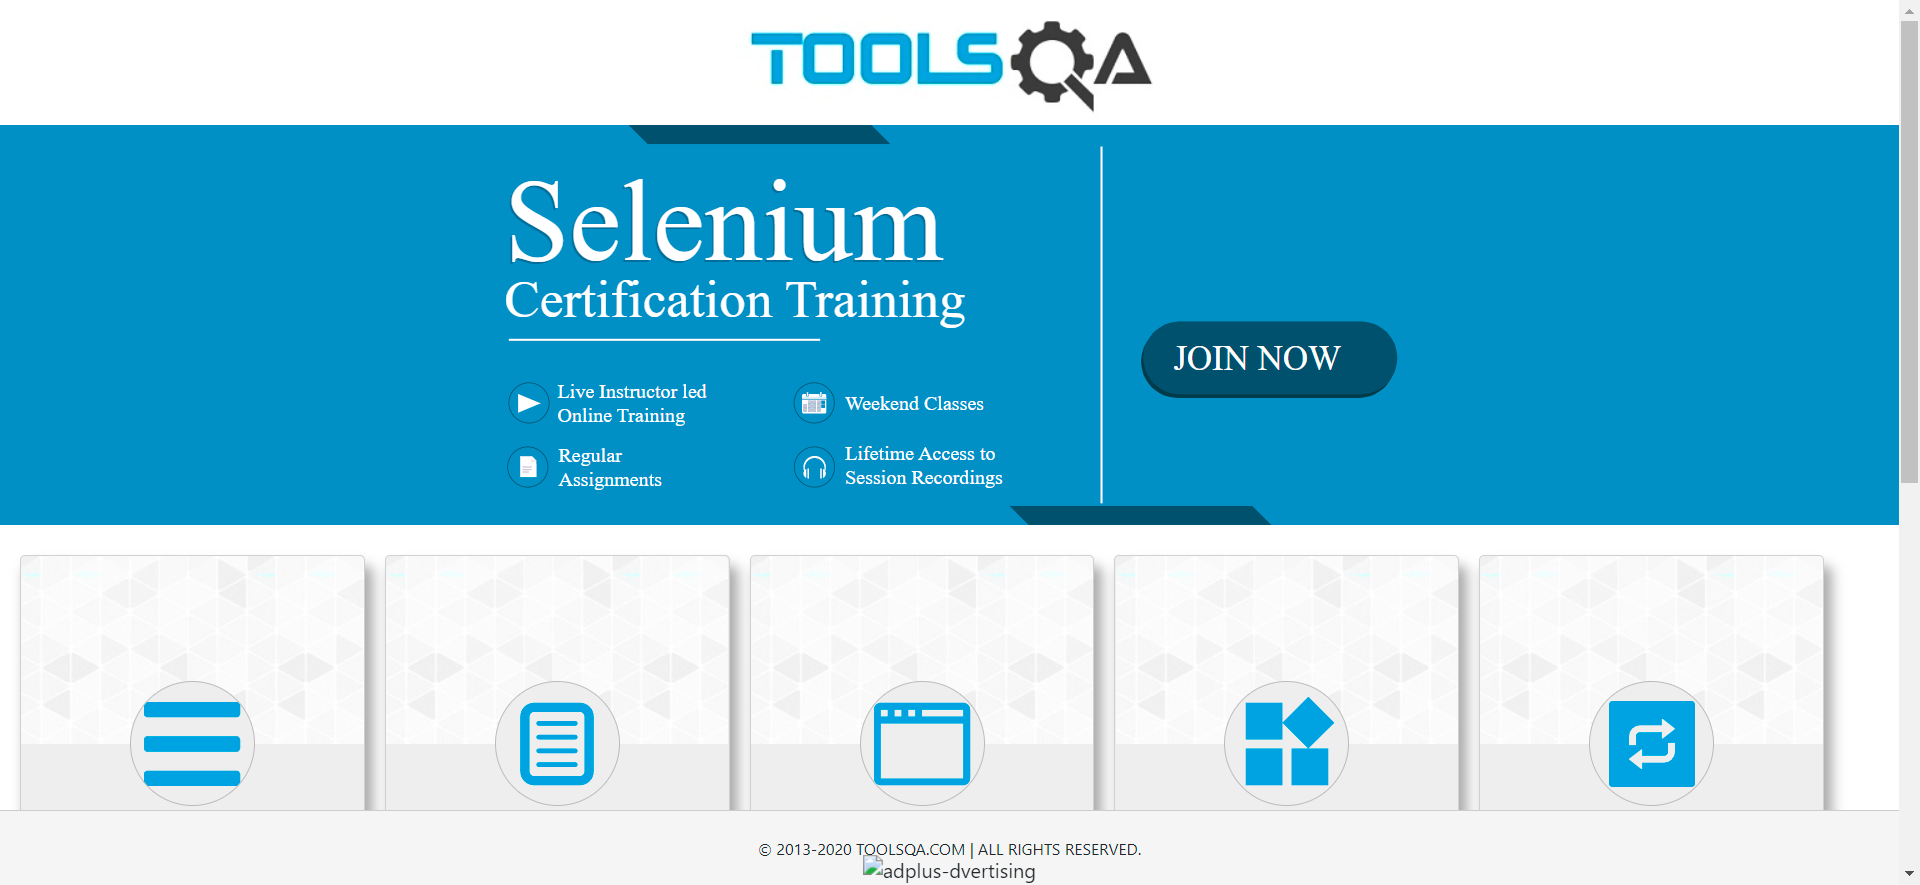 TOOLSQA
Selenium
Certification Training
JOIN NOW
Live Instructor led
Online Training
Weekend Classes
Regular
Assignments
Lifetime Access to
Session Recordings
© 2013-2020 TOOLSQA.COM | ALL RIGHTS RESERVED.
adplus-dvertising